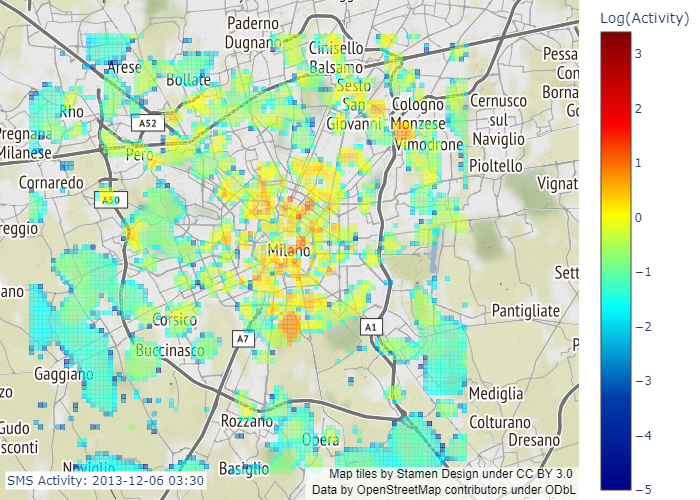 Paderno
Dugnano
Cinisello
Balsamo
Arese
Bollate
Sesto
San
Giovanni
Cologno
Monzese
Cernusco
sul
Naviglio
Pessa
Con
Borna
Go
Rho
A52
Vimodrone
Pregnana
Milanese
Pero
Pioltello
Cornaredo
A50
Vignat
reggio
Milano
Sett
ano
Pantigliate
Corsico
A7
A1
Buccinasco
P
Gaggiano
zo
Mediglia
Rozzano
Colturano
Gudo
sconti
Opera
Dresano
Naviglio
Basiglio
SMS Activity: 2013-12-06 03:30
Map tiles by Stamen Design under CC BY 3.0
Data by OpenStreetMap contributors under ODbL
Log(Activity)
3
2
1
0
−1
−2
−3
−4
−5